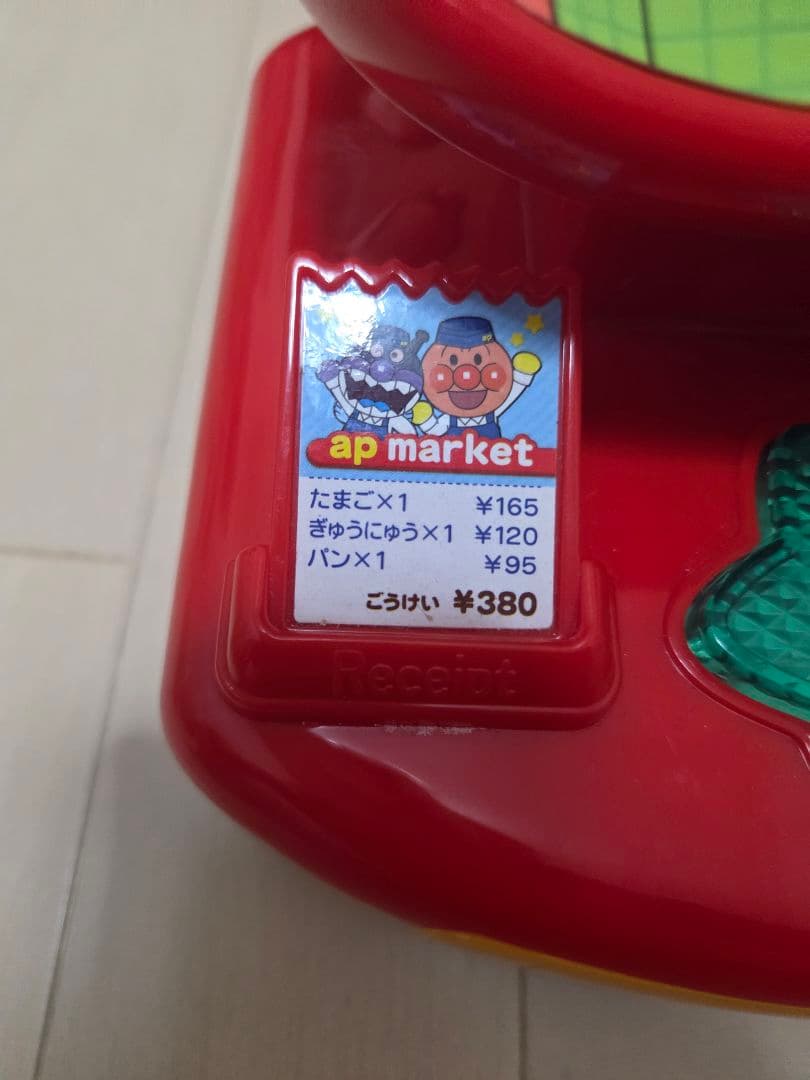 ap market
たまご×1 ¥165
ぎゅうにゅう×1 ¥120
パン×1 ¥95
ごうけい ¥380
Receipt